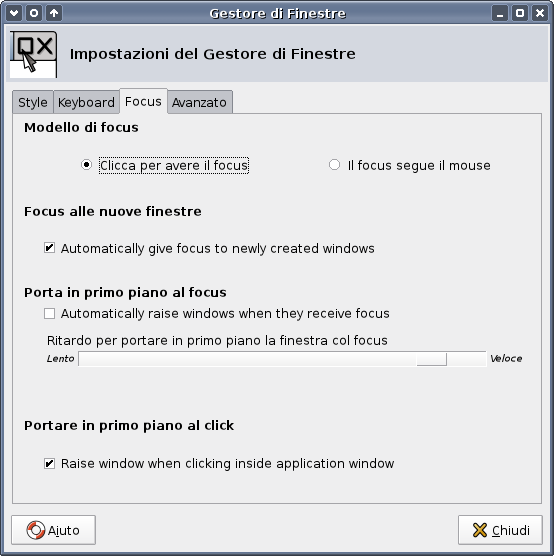 Gestore di Finestre
Impostazioni del Gestore di Finestre
Style Keyboard Focus Avanzato
Modello di focus
Clicca per avere il focus Il focus segue il mouse
Focus alle nuove finestre
Automatically give focus to newly created windows
Porta in primo piano al focus
Automatically raise windows when they receive focus
Ritardo per portare in primo piano la finestra col focus
Lento Veloce
Portare in primo piano al click
Raise window when clicking inside application window
Aiuto Chiudi